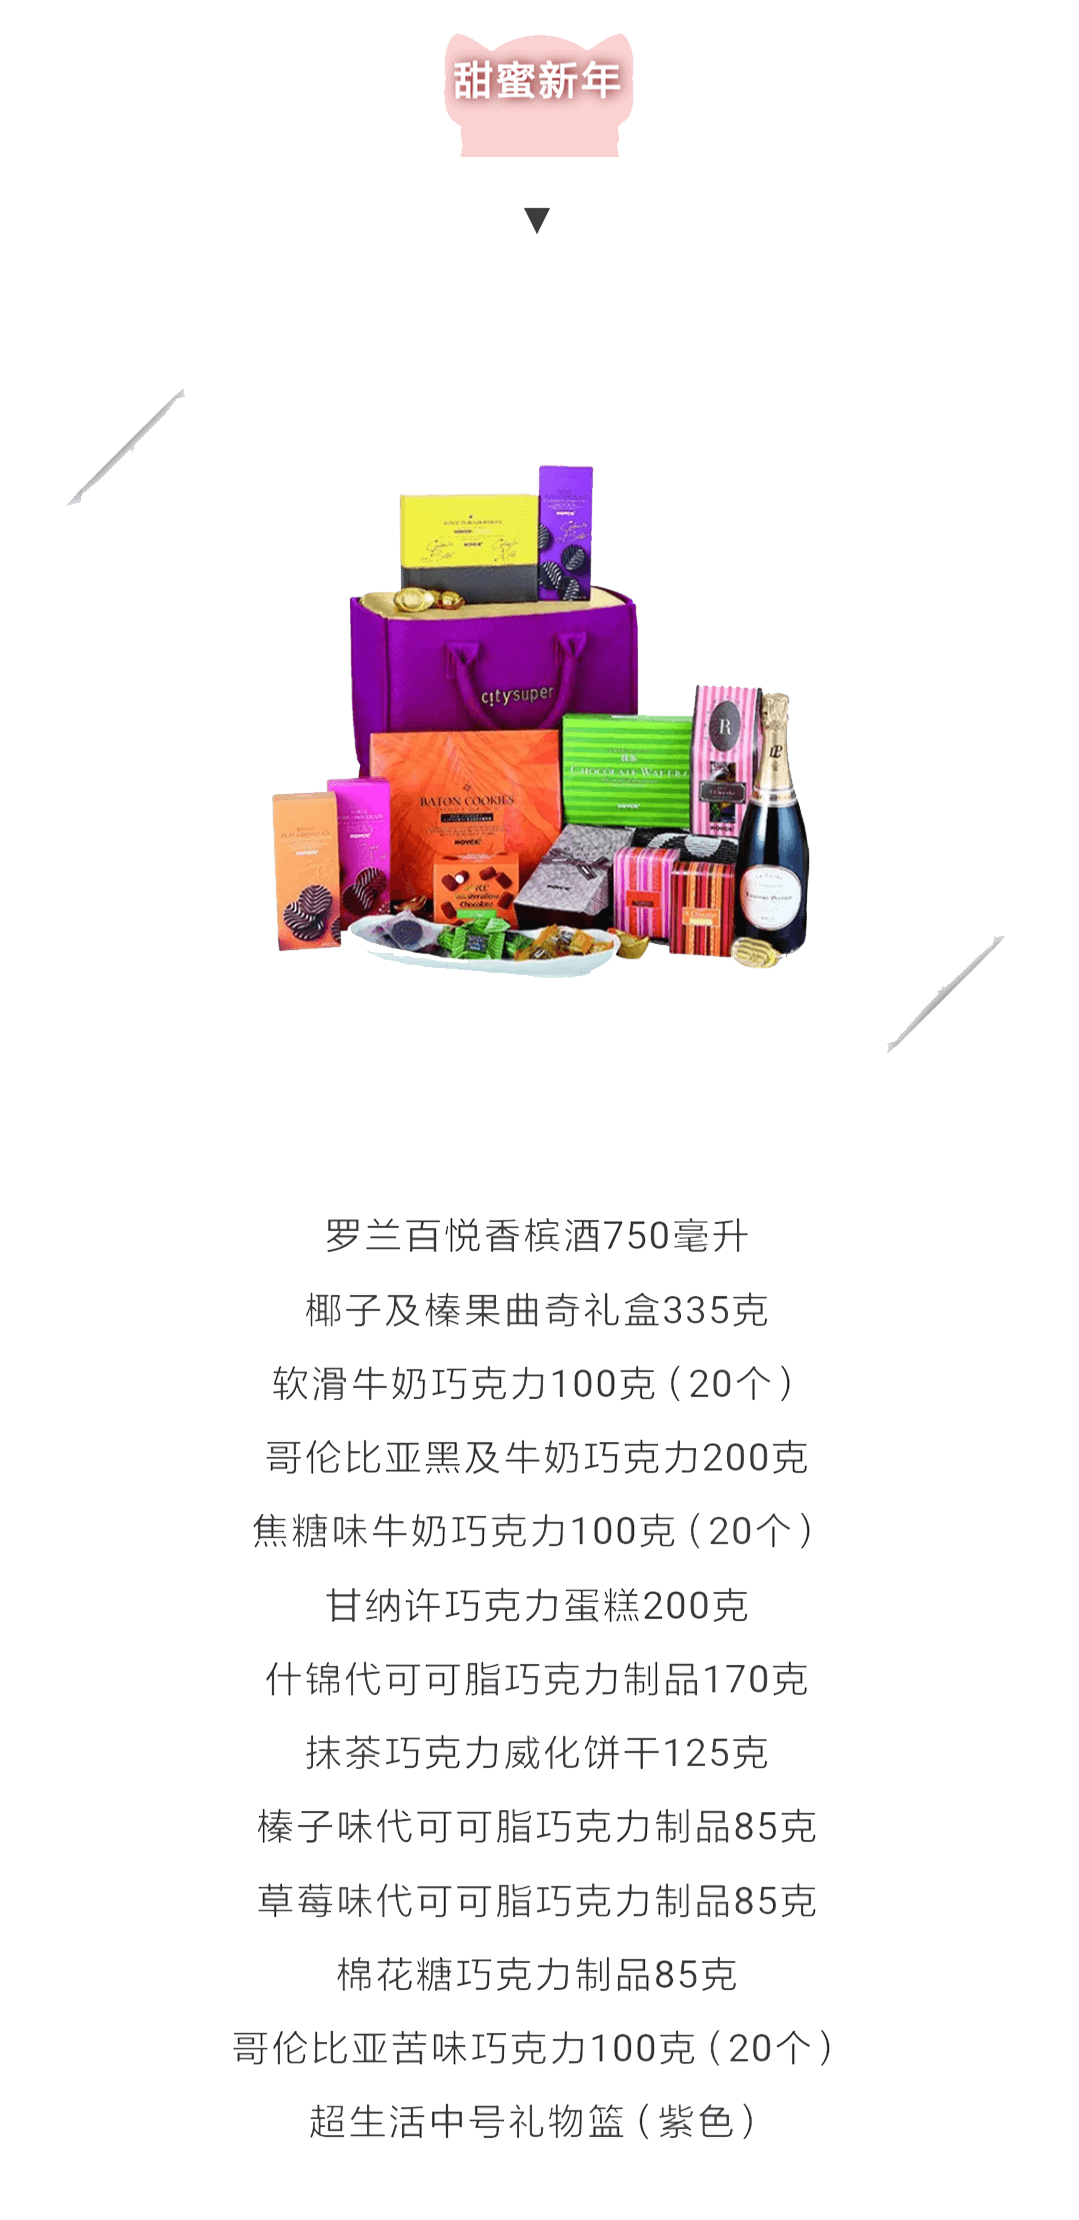 甜蜜新年
ROYCE'
citysuper
R
CHOCOLATE WAFER
ROYCE'
BATON COOKIES
ROYCE'
ROYCE'
Marshmallow
Chocolate
罗兰百悦香槟酒750毫升
椰子及榛果曲奇礼盒335克
软滑牛奶巧克力100克（20个）
哥伦比亚黑及牛奶巧克力200克
焦糖味牛奶巧克力100克（20个）
甘纳许巧克力蛋糕200克
什锦代可可脂巧克力制品170克
抹茶巧克力威化饼干125克
榛子味代可可脂巧克力制品85克
草莓味代可可脂巧克力制品85克
棉花糖巧克力制品85克
哥伦比亚苦味巧克力100克（20个）
超生活中号礼物篮（紫色）